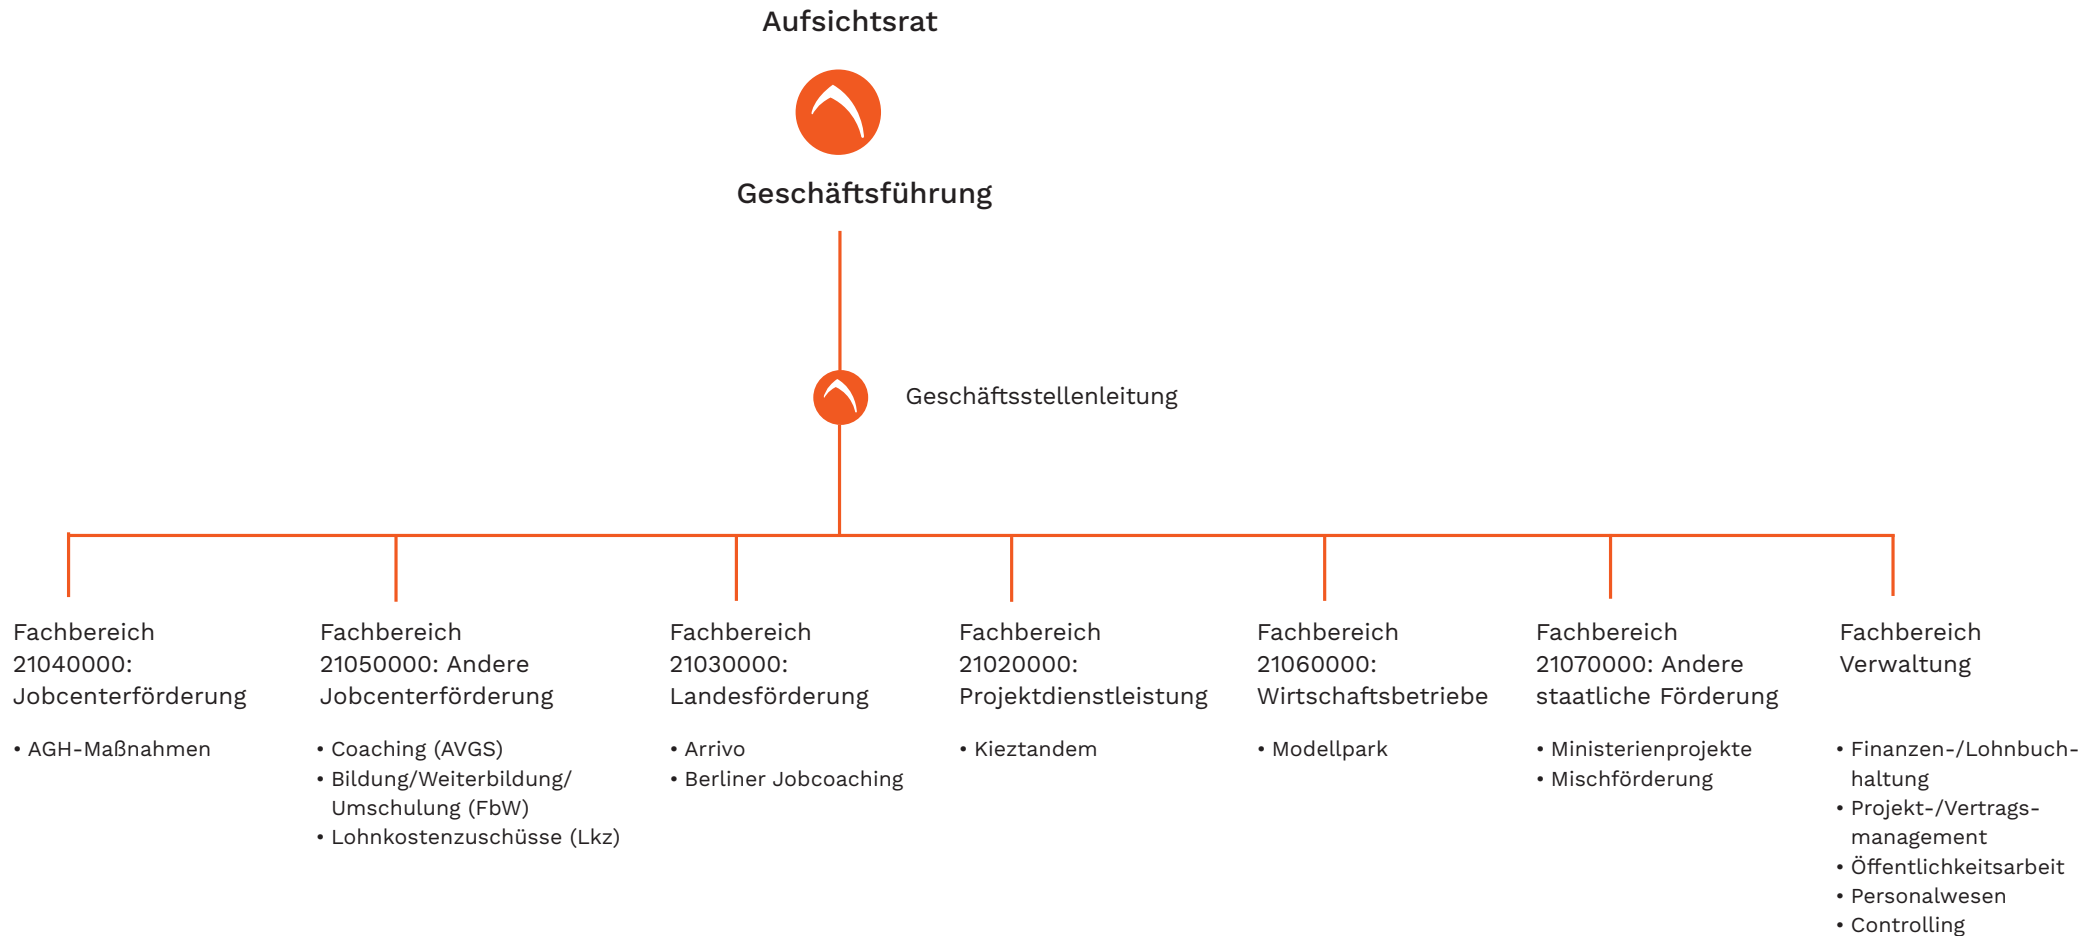 Aufsichtsrat
Geschäftsführung
Geschäftsstellenleitung
Fachbereich
21040000:
Jobcenterförderung
• AGH-Maßnahmen
Fachbereich
21050000: Andere
Jobcenterförderung
• Coaching (AVGS)
• Bildung/Weiterbildung/
Umschulung (FbW)
• Lohnkostenzuschüsse (Lkz)
Fachbereich
21030000:
Landesförderung
• Arrivo
• Berliner Jobcoaching
Fachbereich
21020000:
Projektdienstleistung
• Kieztandem
Fachbereich
21060000:
Wirtschaftsbetriebe
• Modellpark
Fachbereich
21070000: Andere
staatliche Förderung
• Ministerienprojekte
• Mischförderung
Fachbereich
Verwaltung
• Finanzen-/Lohnbuch-
haltung
• Projekt-/Vertrags-
management
• Öffentlichkeitsarbeit
• Personalwesen
• Controlling